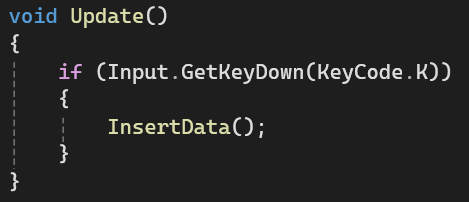 void Update()
{
    if (Input.GetKeyDown(KeyCode.K))
    {
        InsertData();
    }
}